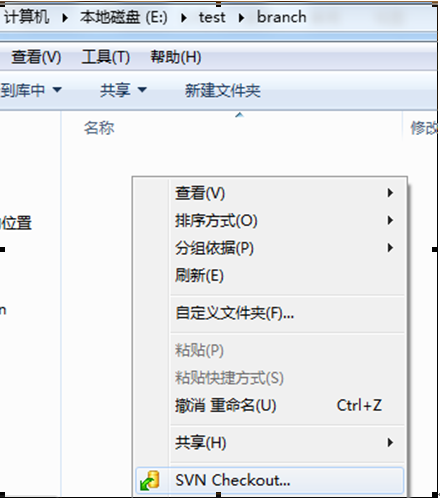 计算机 ▶ 本地磁盘 (E:) ▶ test ▶ branch
查看(V) 工具(T) 帮助(H)
到库中 ▼ 共享 ▼ 新建文件夹
名称 修改
查看(V)
排序方式(O)
的位置
分组依据(P)
刷新(E)
n
自定义文件夹(F)...
粘贴(P)
粘贴快捷方式(S)
撤消 重命名(U) Ctrl+Z
共享(H)
SVN Checkout...